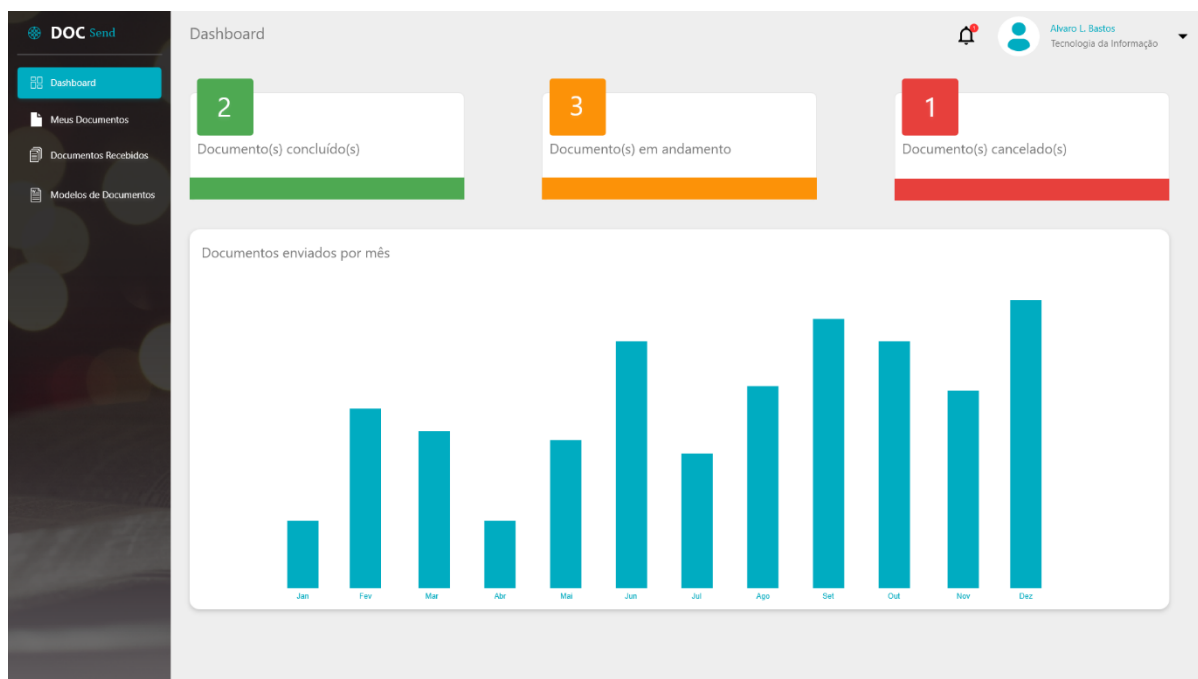 DOC Send
Dashboard
Meus Documentos
Documentos Recebidos
Modelos de Documentos
Dashboard
Alvaro L. Bastos
Tecnologia da Informação
2
Documento(s) concluído(s)
3
Documento(s) em andamento
1
Documento(s) cancelado(s)
Documentos enviados por mês
Jan Fev Mar Abr Mai Jun Jul Ago Set Out Nov Dez